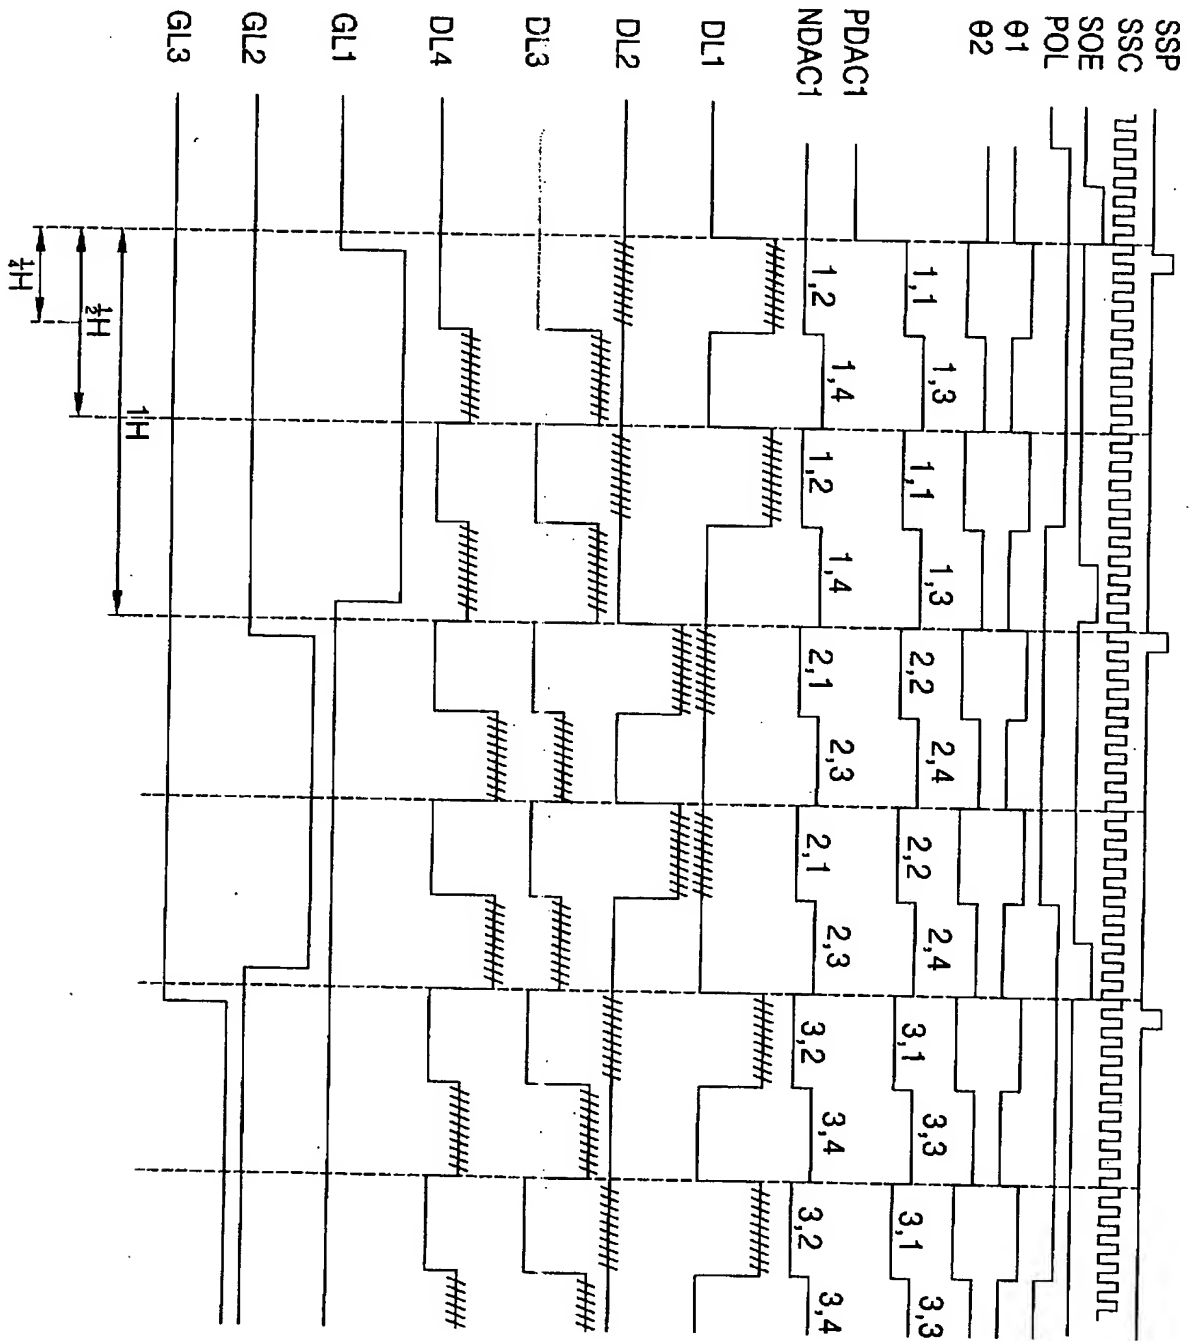 SSP
SSC
SOE
POL
θ1
θ2
PDAC1
1,1 1,3 1,1 1,3 2,2 2,4 2,2 2,4 3,1 3,3 3,1 3,3
NDAC1
1,2 1,4 1,2 1,4 2,1 2,3 2,1 2,3 3,2 3,4 3,2 3,4
DL1
DL2
DL3
DL4
GL1
GL2
GL3
1H
½H
¼H